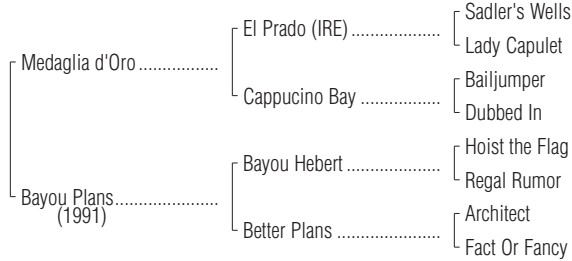 Sadler's Wells
El Prado (IRE) ..................
Lady Capulet
Medaglia d'Oro ................
Bailjumper
Cappucino Bay ................
Dubbed In
Hoist the Flag
Bayou Hebert ..................
Regal Rumor
Bayou Plans.....................
(1991)
Architect
Better Plans ....................
Fact Or Fancy